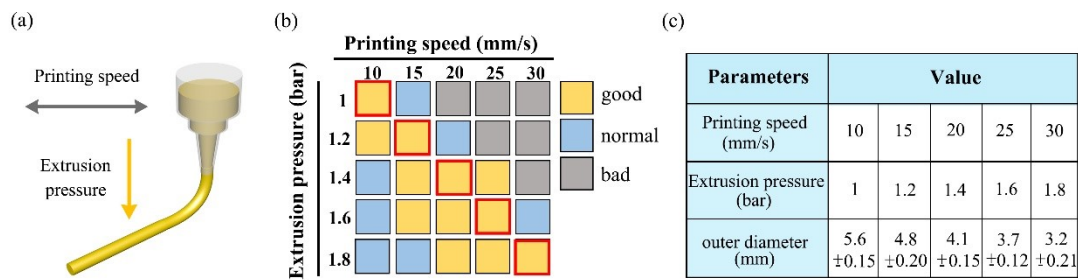 (a)
Printing speed
Extrusion
pressure
(b)
Printing speed (mm/s)
10 15 20 25 30
Extrusion pressure (bar)
1
1.2
1.4
1.6
1.8
good
normal
bad
(c)
Parameters Value
Printing speed
(mm/s)
10 15 20 25 30
Extrusion pressure
(bar)
1 1.2 1.4 1.6 1.8
outer diameter
(mm)
5.6 4.8 4.1 3.7 3.2
±0.15 ±0.20 ±0.15 ±0.12 ±0.21